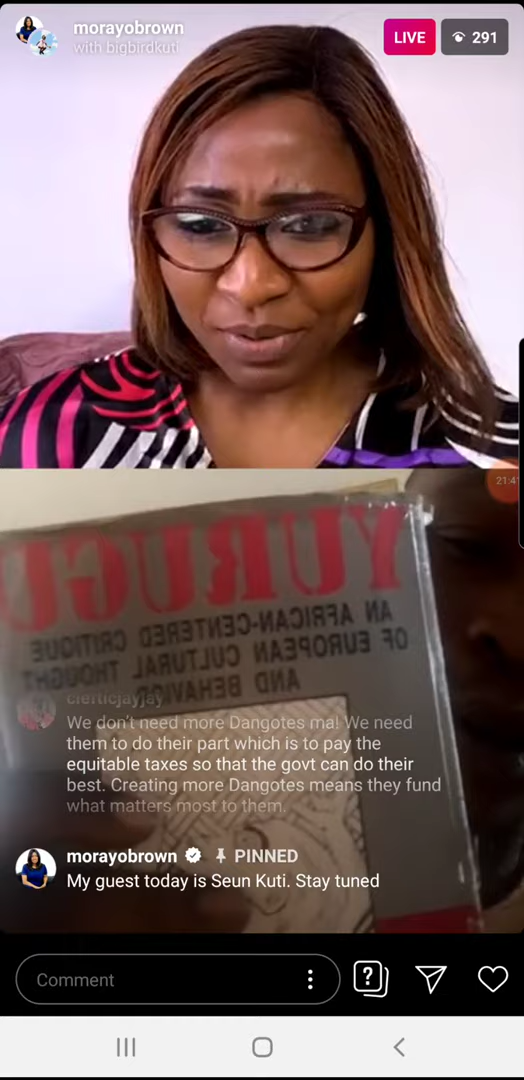 morayobrown
with bigbirdkuti
LIVE
291
21:4
YURUGU
AN AFRICAN-CENTERED CRITIQUE
OF EUROPEAN CULTURAL THOUGHT
AND BEHAVIOR
cleffticjayjay
We don't need more Dangotes ma! We need
them to do their part which is to pay the
equitable taxes so that the govt can do their
best. Creating more Dangotes means they fund
what matters most to them.
morayobrown PINNED
My guest today is Seun Kuti. Stay tuned
Comment